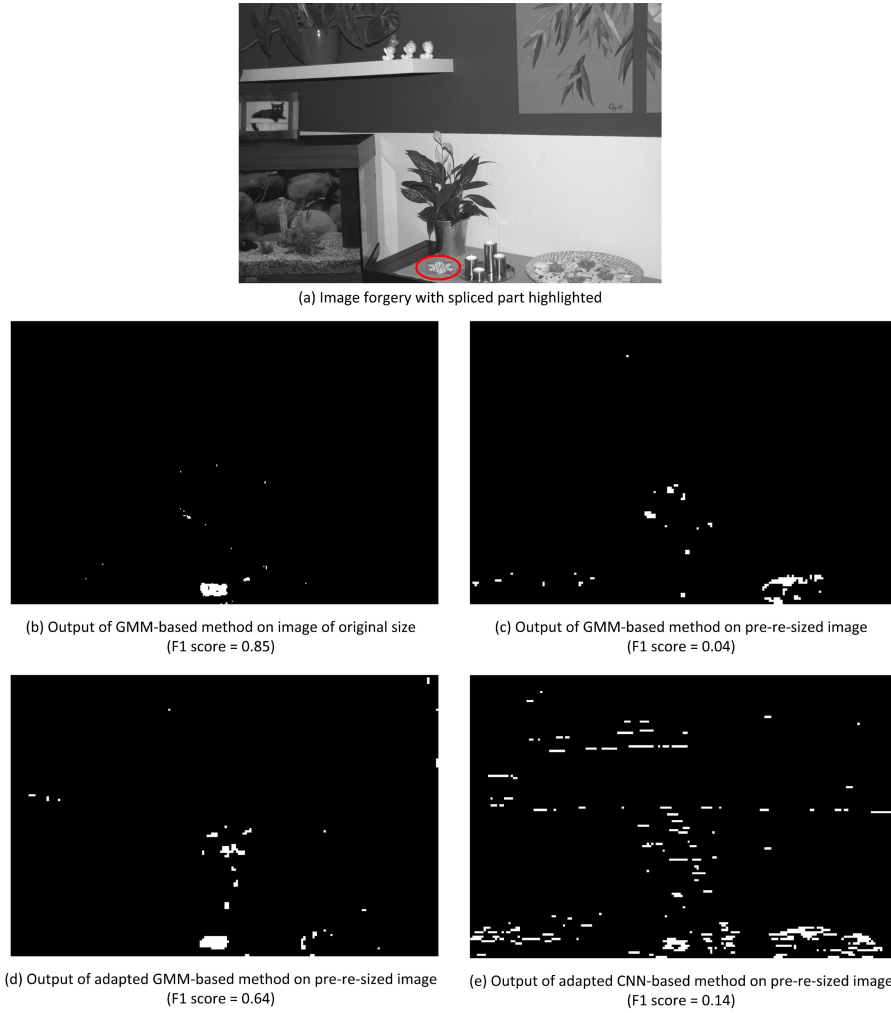 (a) Image forgery with spliced part highlighted
(b) Output of GMM-based method on image of original size
(F1 score = 0.85)
(c) Output of GMM-based method on pre-re-sized image
(F1 score = 0.04)
(d) Output of adapted GMM-based method on pre-re-sized image
(F1 score = 0.64)
(e) Output of adapted CNN-based method on pre-re-sized image
(F1 score = 0.14)